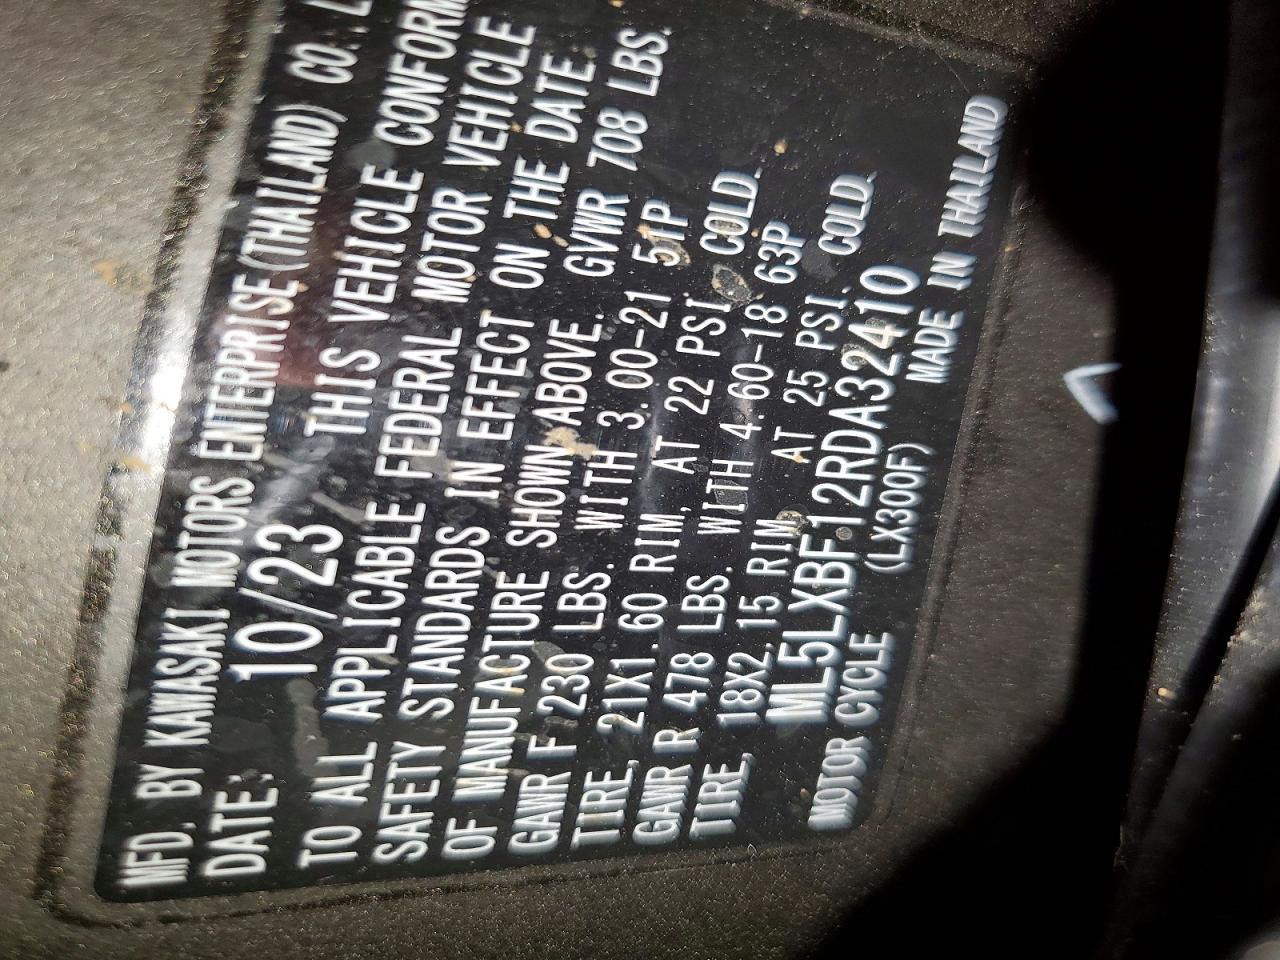 MFD. BY KAWASAKI MOTORS ENTERPRISE (THAILAND) CO., L
DATE: 10/23 THIS VEHICLE CONFORM
TO ALL APPLICABLE FEDERAL MOTOR VEHICLE
SAFETY STANDARDS IN EFFECT ON THE DATE
OF MANUFACTURE SHOWN ABOVE. GVWR 708 LBS.
GAWR F 230 LBS. WITH 3.00-21 51P
TIRE, 21X1.60 RIM, AT 22 PSI COLD.
GAWR R 478 LBS. WITH 4.60-18 63P
TIRE, 18X2.15 RIM, AT 25 PSI COLD.
ML5LXBF12RDA32410
MOTOR CYCLE (LX300F) MADE IN THAILAND